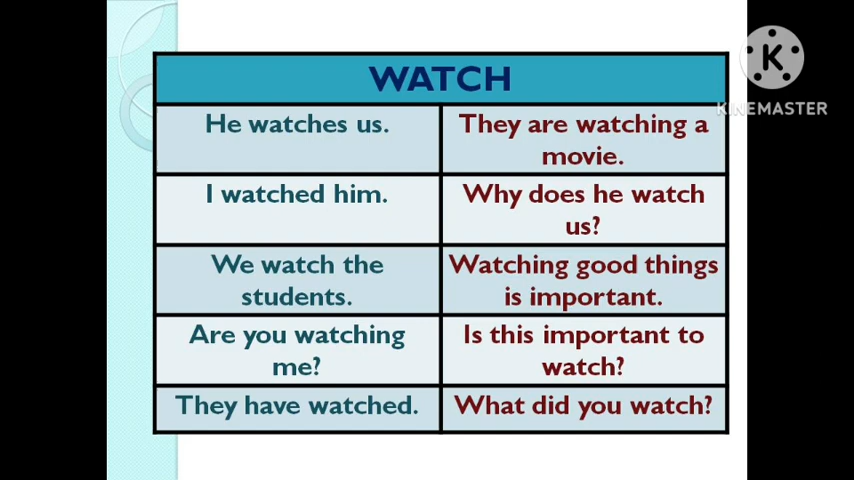 WATCH
He watches us.
They are watching a
movie.
I watched him.
Why does he watch
us?
We watch the
students.
Watching good things
is important.
Are you watching
me?
Is this important to
watch?
They have watched.
What did you watch?
K
KINEMASTER